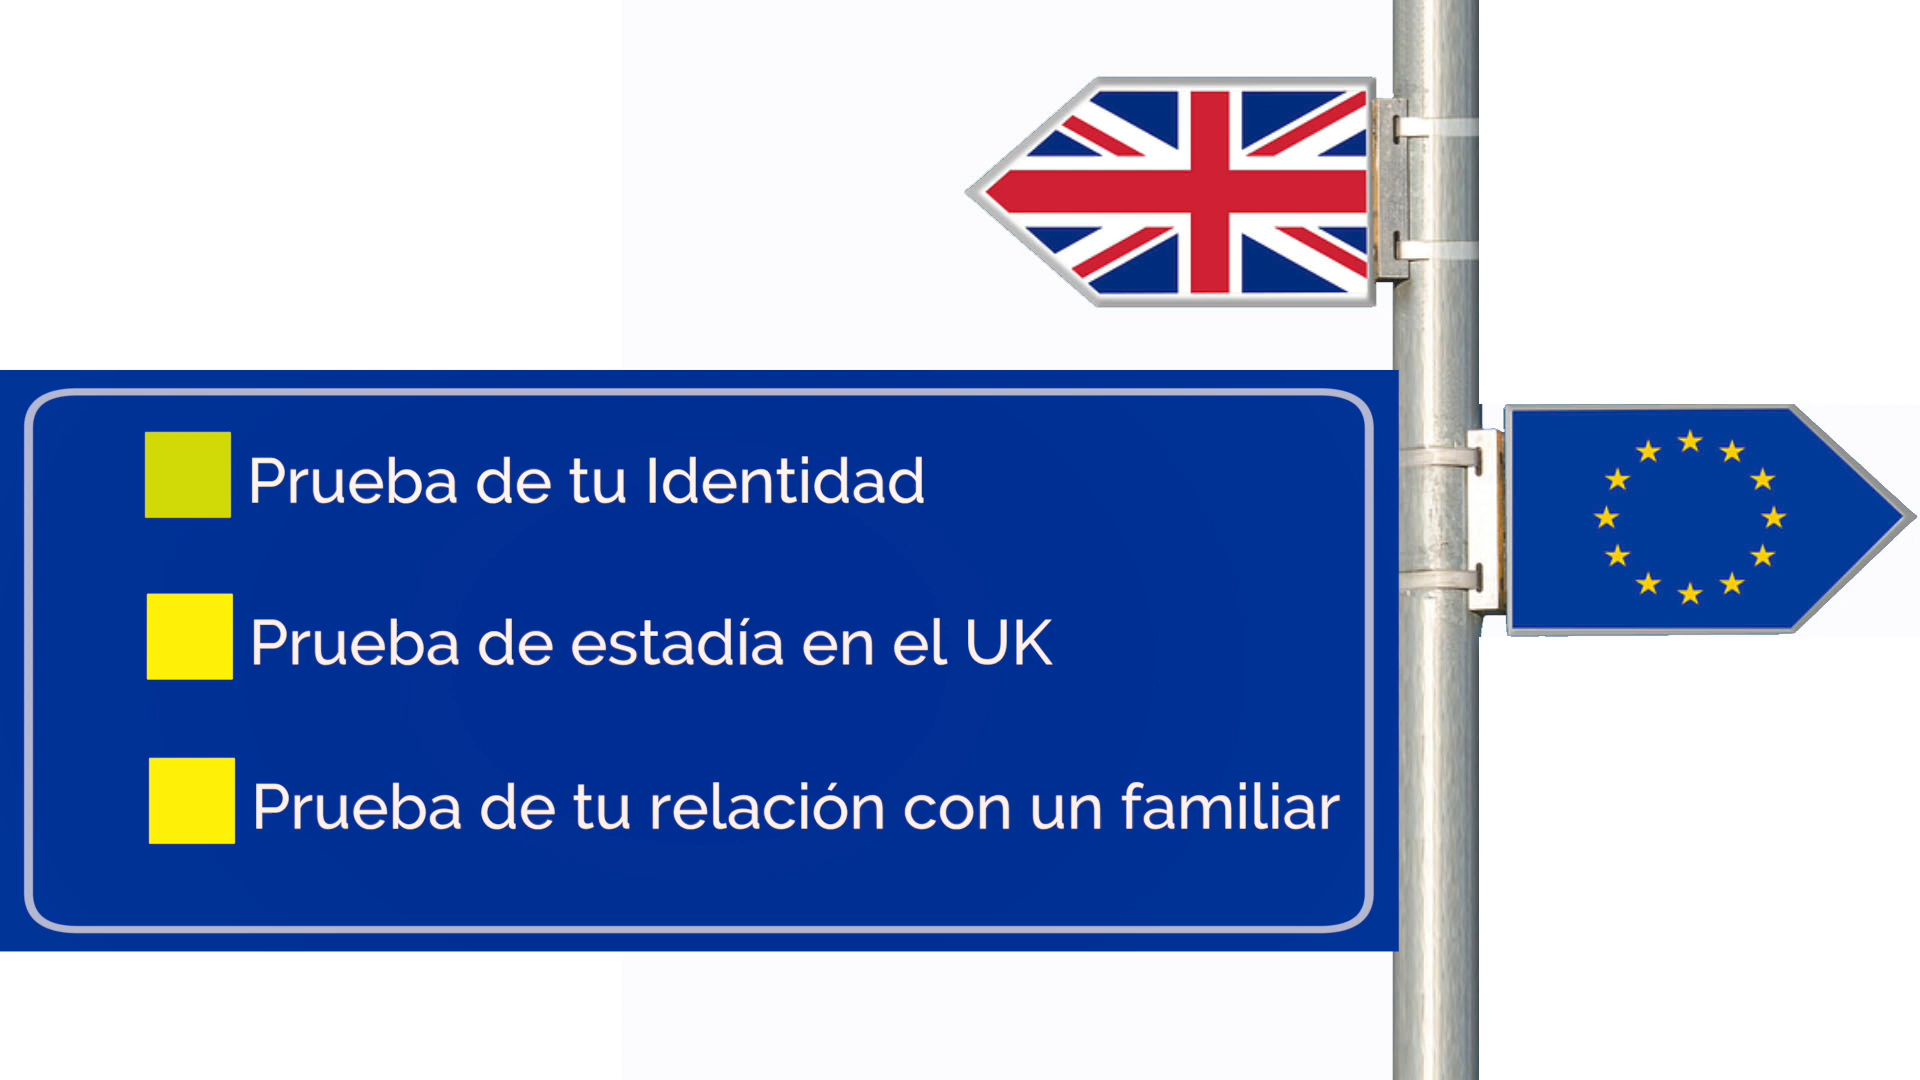 Prueba de tu Identidad
Prueba de estadía en el UK
Prueba de tu relación con un familiar